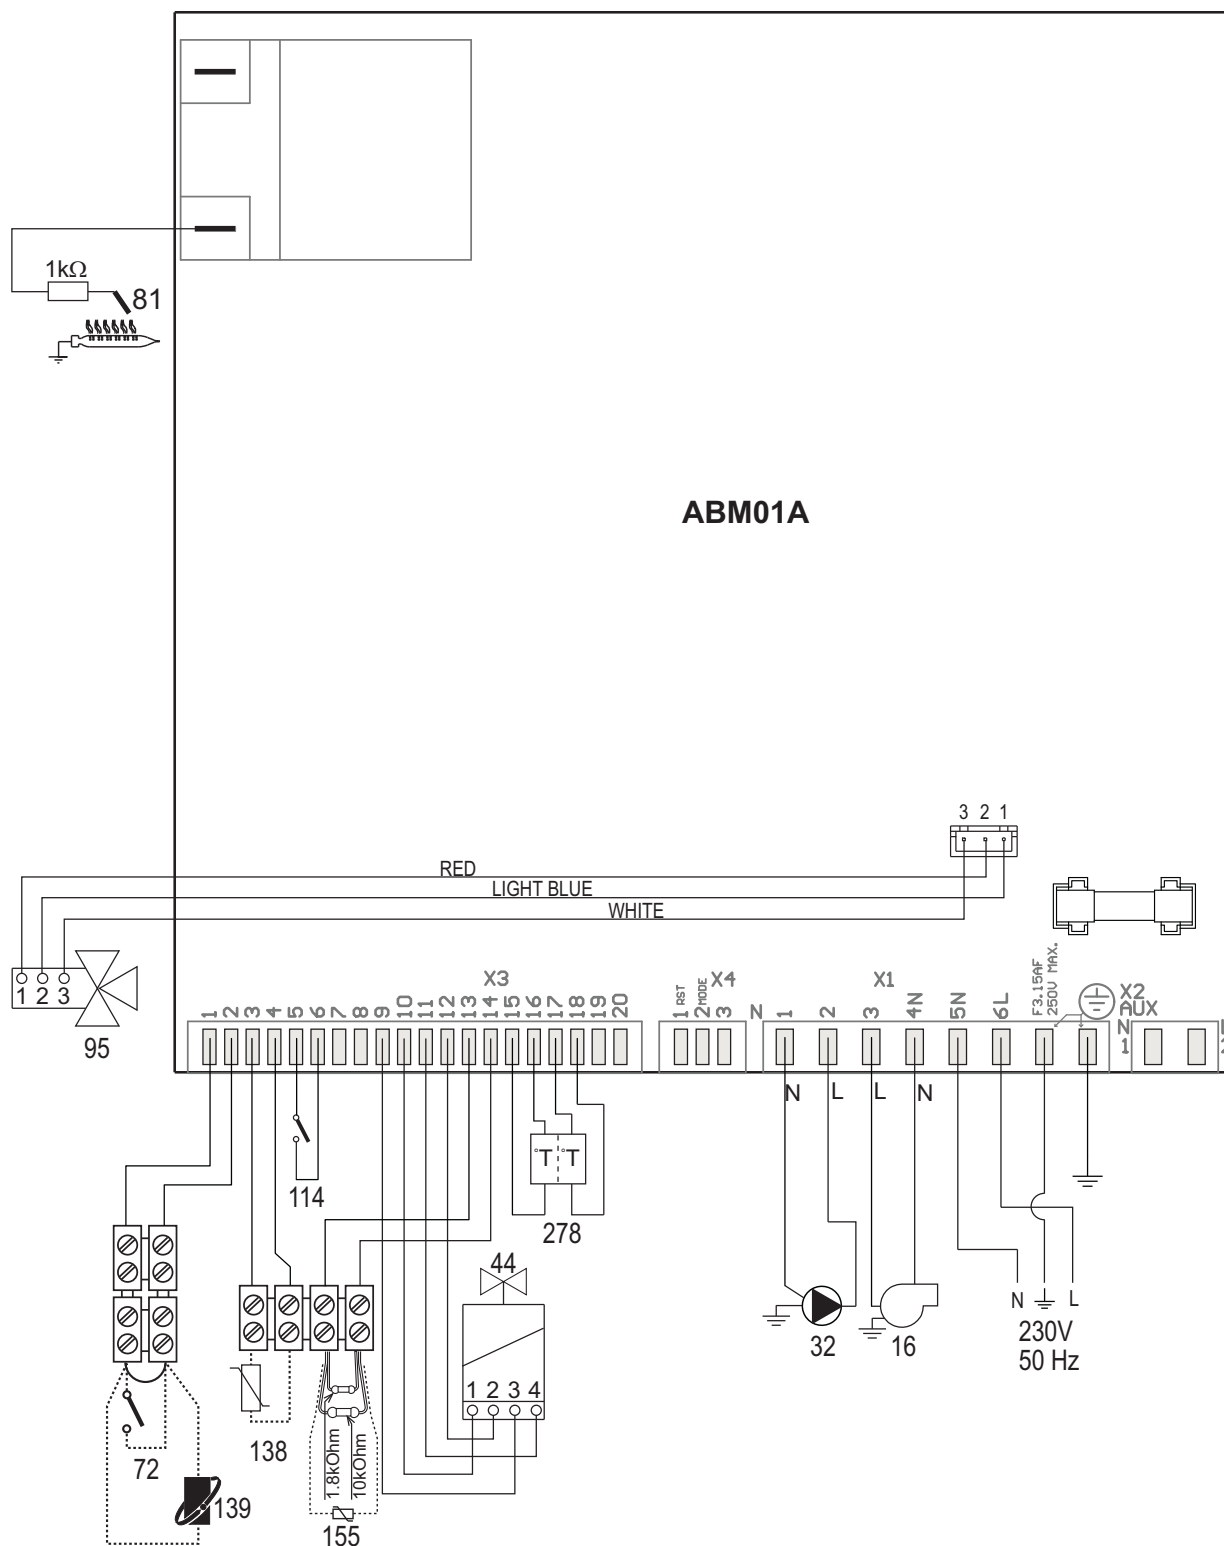 1kΩ
81
ABM01A
3 2 1
RED
LIGHT BLUE
WHITE
1 2 3
95
X3
1 2 3 4 5 6 7 8 9 10 11 12 13 14 15 16 17 18 19 20
X4
1 RST
2 MODE
3
N
X1
1 2 3 4N 5N 6L
F3.15AF
250V MAX.
X2
AUX
N
1
N L L N
°T °T
114
278
44
1 2 3 4
32
16
N L
230V
50 Hz
72
139
138
1.8kOhm
10kOhm
155